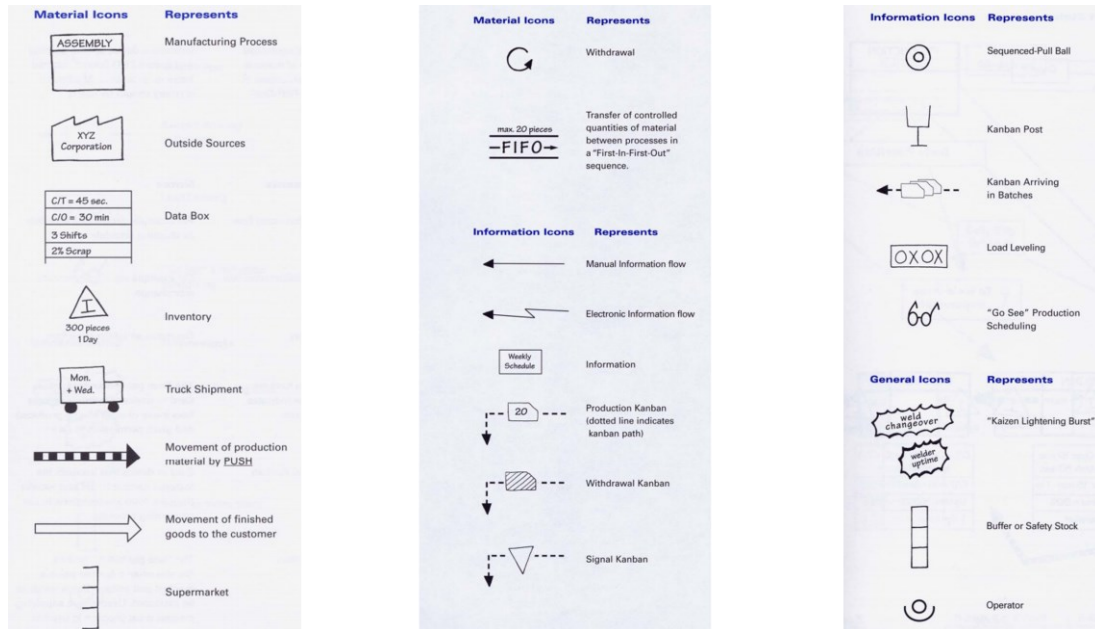 Material Icons Represents
ASSEMBLY
Manufacturing Process
XYZ
Corporation
Outside Sources
C/T = 45 sec.
C/O = 30 min
3 Shifts
2% Scrap
Data Box
I
300 pieces
1 Day
Inventory
Mon.
+ Wed.
Truck Shipment
Movement of production
material by PUSH
Movement of finished
goods to the customer
Supermarket
Material Icons Represents
Withdrawal
max. 20 pieces
FIFO
Transfer of controlled
quantities of material
between processes in
a "First-In-First-Out"
sequence.
Information Icons Represents
Manual Information flow
Electronic Information flow
Weekly
Schedule
Information
20
Production Kanban
(dotted line indicates
kanban path)
Withdrawal Kanban
Signal Kanban
Information Icons Represents
Sequenced-Pull Ball
Kanban Post
Kanban Arriving
in Batches
OXOX
Load Leveling
"Go See" Production
Scheduling
General Icons Represents
weld
changeover
welder
uptime
"Kaizen Lightening Burst"
Buffer or Safety Stock
Operator